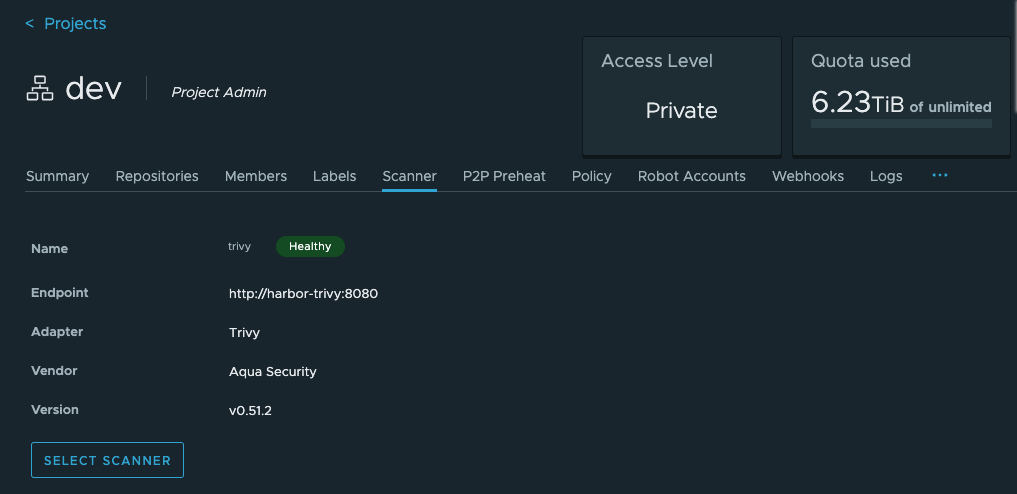 < Projects
dev
Project Admin
Access Level
Private
Quota used
6.23TiB of unlimited
Summary Repositories Members Labels Scanner P2P Preheat Policy Robot Accounts Webhooks Logs ...
Name trivy Healthy
Endpoint http://harbor-trivy:8080
Adapter Trivy
Vendor Aqua Security
Version v0.51.2
SELECT SCANNER